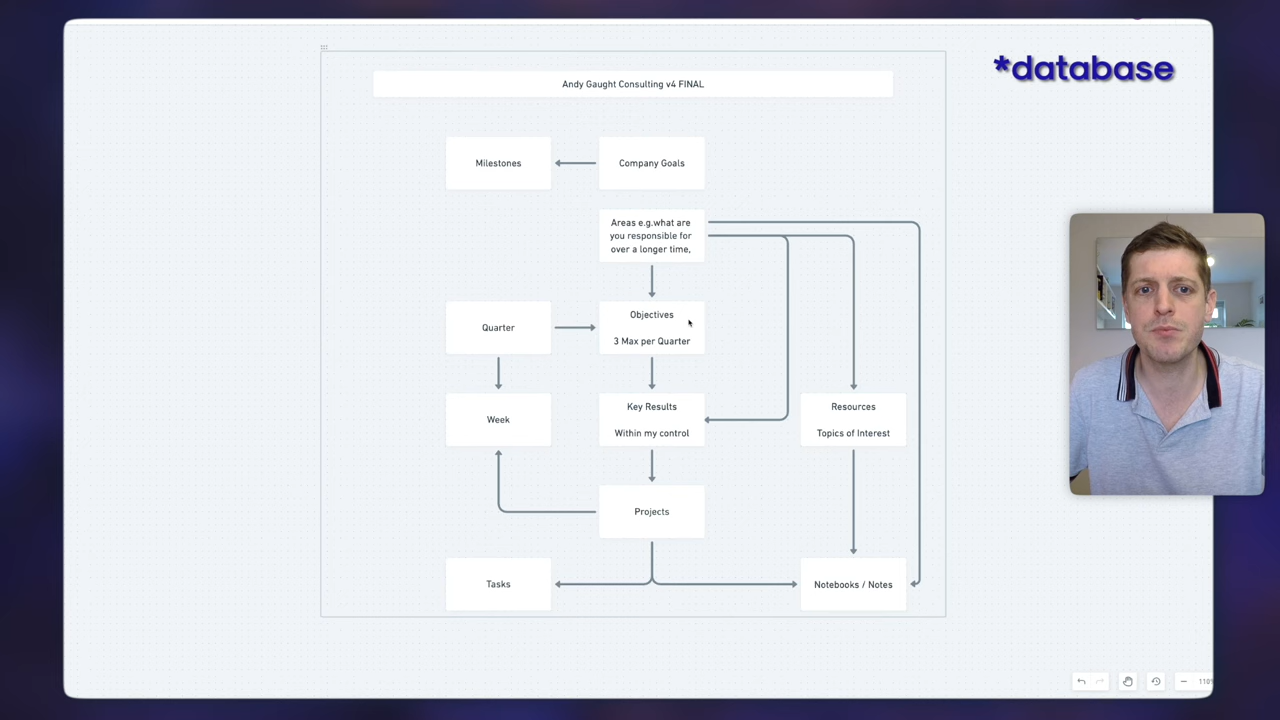 *database
Andy Gaught Consulting v4 FINAL
Milestones
Company Goals
Areas e.g.what are
you responsible for
over a longer time,
Quarter
Objectives
3 Max per Quarter
Week
Key Results
Within my control
Resources
Topics of Interest
Projects
Tasks
Notebooks / Notes